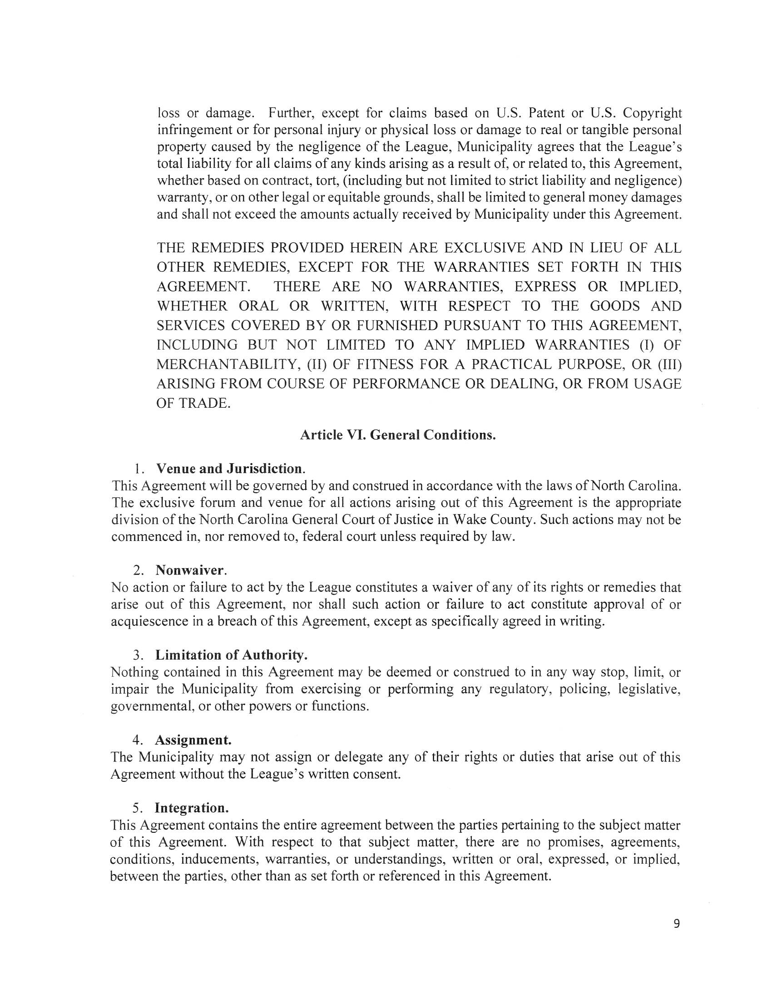 loss or damage. Further, except for claims based on U.S. Patent or U.S. Copyright
infringement or for personal injury or physical loss or damage to real or tangible personal
property caused by the negligence of the League, Municipality agrees that the League's
total liability for all claims of any kinds arising as a result of, or related to, this Agreement,
whether based on contract, tort, (including but not limited to strict liability and negligence)
warranty, or on other legal or equitable grounds, shall be limited to general money damages
and shall not exceed the amounts actually received by Municipality under this Agreement.
THE REMEDIES PROVIDED HEREIN ARE EXCLUSIVE AND IN LIEU OF ALL
OTHER REMEDIES, EXCEPT FOR THE WARRANTIES SET FORTH IN THIS
AGREEMENT. THERE ARE NO WARRANTIES, EXPRESS OR IMPLIED,
WHETHER ORAL OR WRITTEN, WITH RESPECT TO THE GOODS AND
SERVICES COVERED BY OR FURNISHED PURSUANT TO THIS AGREEMENT,
INCLUDING BUT NOT LIMITED TO ANY IMPLIED WARRANTIES (I) OF
MERCHANTABILITY, (II) OF FITNESS FOR A PRACTICAL PURPOSE, OR (III)
ARISING FROM COURSE OF PERFORMANCE OR DEALING, OR FROM USAGE
OF TRADE.
Article VI. General Conditions.
1. Venue and Jurisdiction.
This Agreement will be governed by and construed in accordance with the laws of North Carolina.
The exclusive forum and venue for all actions arising out of this Agreement is the appropriate
division of the North Carolina General Court of Justice in Wake County. Such actions may not be
commenced in, nor removed to, federal court unless required by law.
2. Nonwaiver.
No action or failure to act by the League constitutes a waiver of any of its rights or remedies that
arise out of this Agreement, nor shall such action or failure to act constitute approval of or
acquiescence in a breach of this Agreement, except as specifically agreed in writing.
3. Limitation of Authority.
Nothing contained in this Agreement may be deemed or construed to in any way stop, limit, or
impair the Municipality from exercising or performing any regulatory, policing, legislative,
governmental, or other powers or functions.
4. Assignment.
The Municipality may not assign or delegate any of their rights or duties that arise out of this
Agreement without the League's written consent.
5. Integration.
This Agreement contains the entire agreement between the parties pertaining to the subject matter
of this Agreement. With respect to that subject matter, there are no promises, agreements,
conditions, inducements, warranties, or understandings, written or oral, expressed, or implied,
between the parties, other than as set forth or referenced in this Agreement.
9